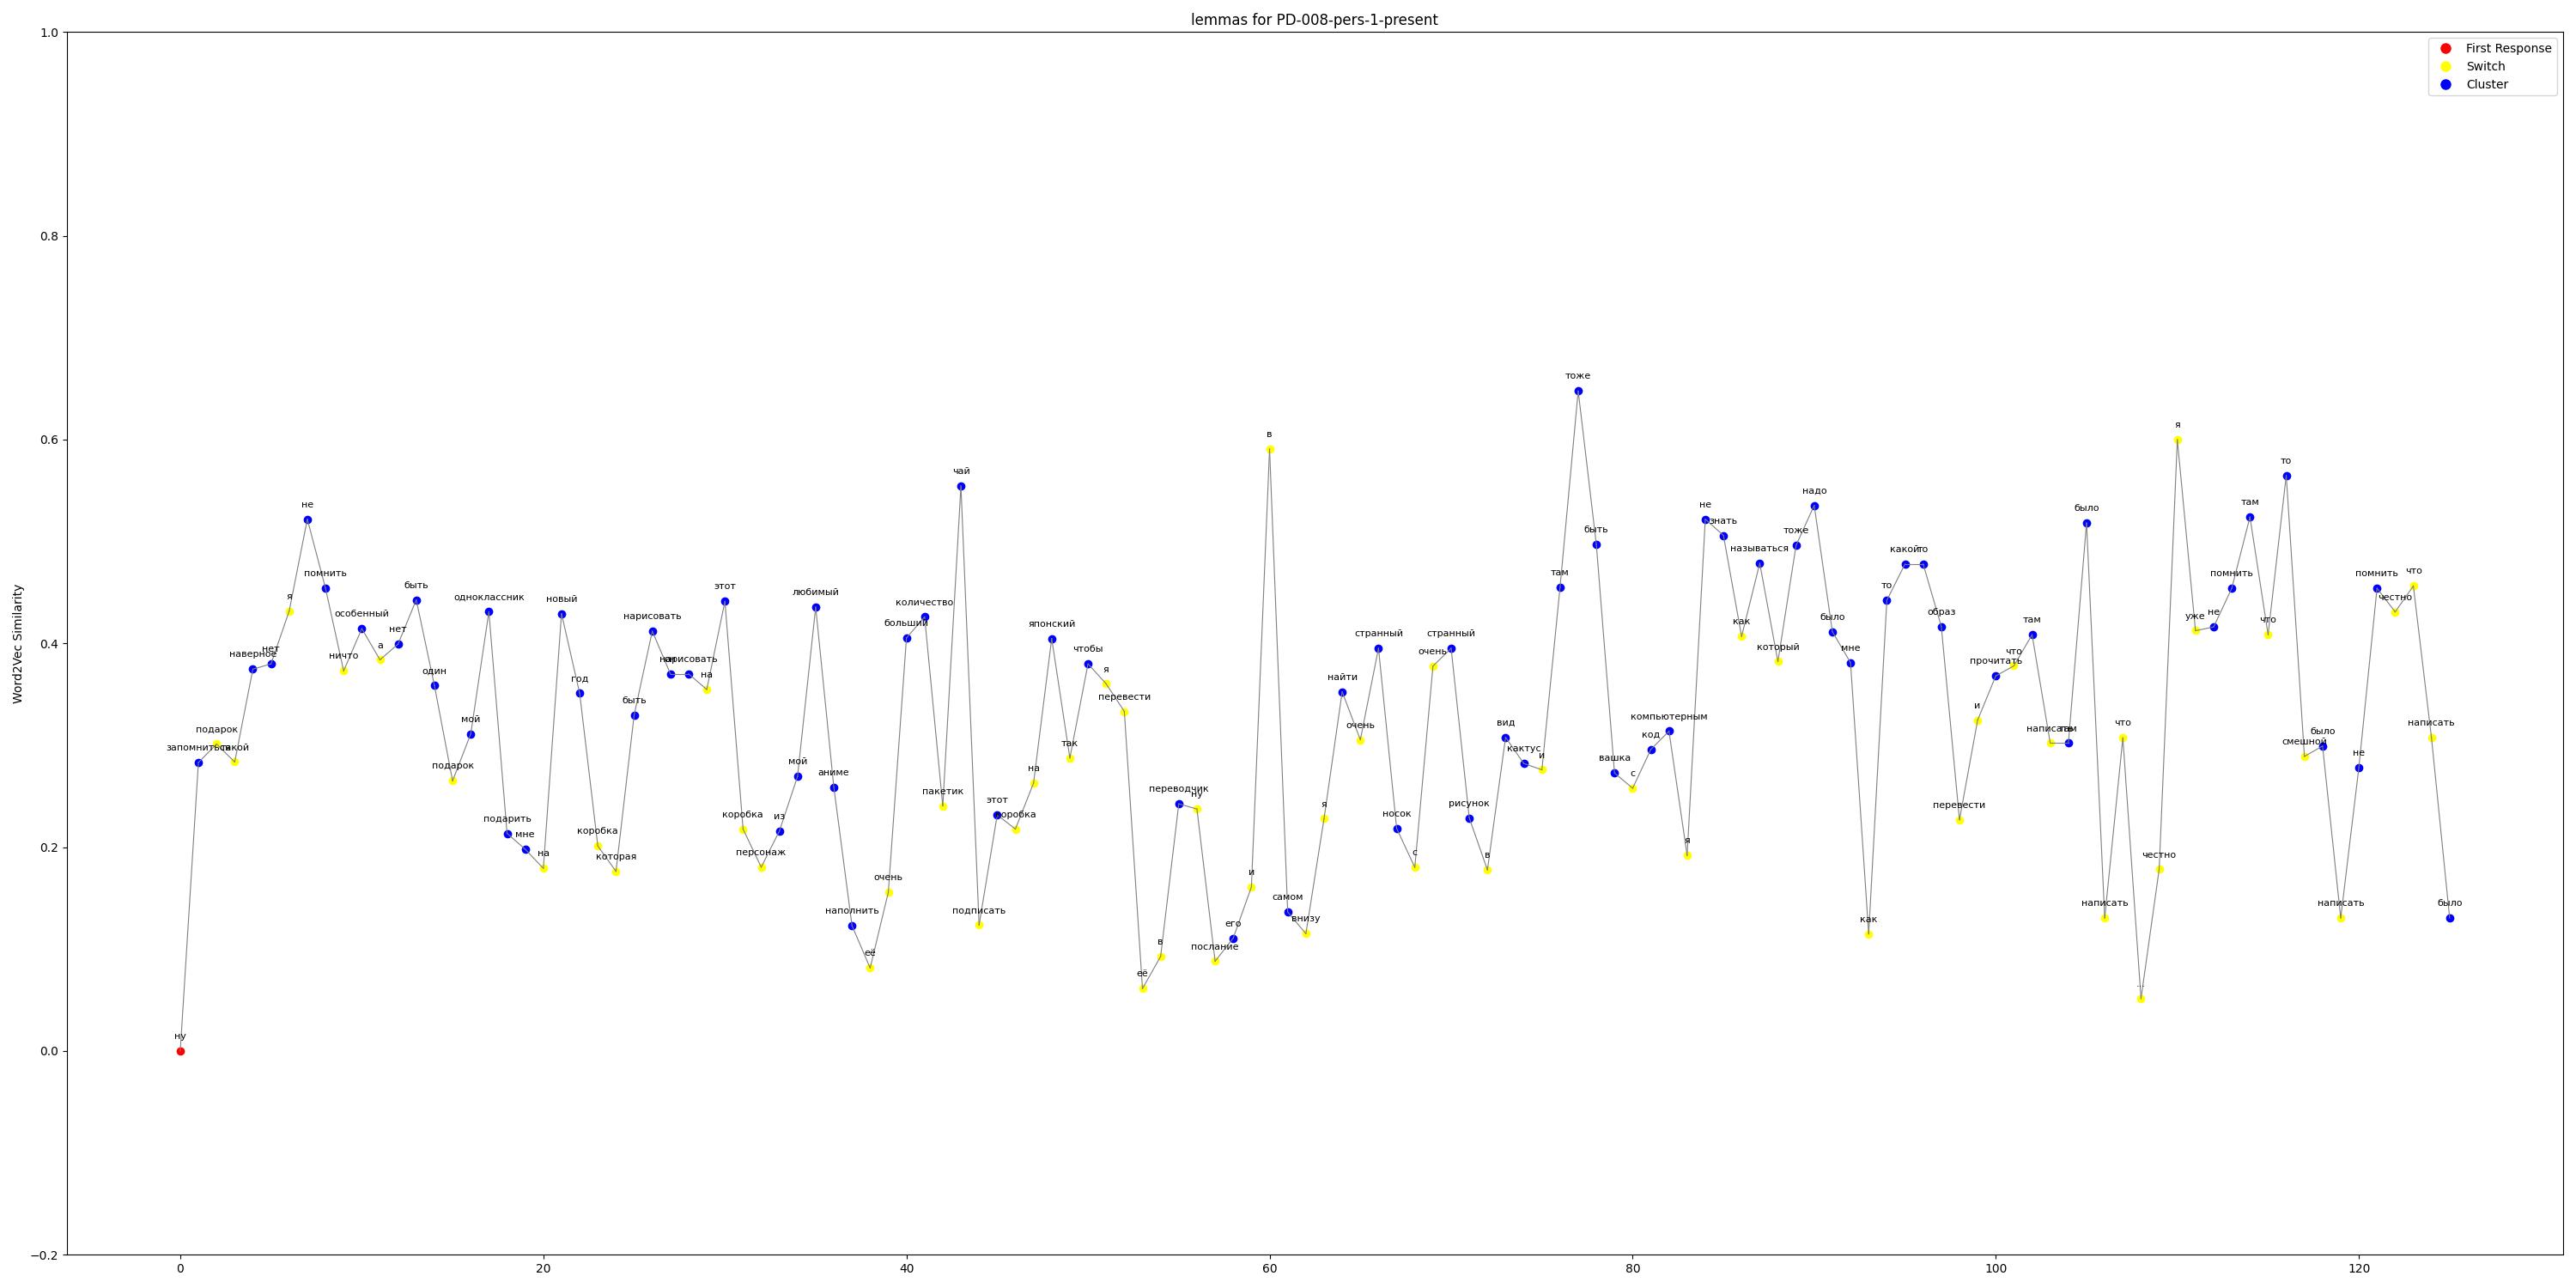 lemmas for PD-008-pers-1-present
First Response
Switch
Cluster
Word2Vec Similarity
1.0
0.8
0.6
0.4
0.2
0.0
−0.2
0
20
40
60
80
100
120
ну
запомниться
подарок
такой
наверное
нет
я
не
помнить
ничто
особенный
а
нет
быть
один
подарок
мой
одноклассник
подарить
мне
на
новый
год
коробка
которая
быть
нарисовать
нарисовать
на
этот
коробка
персонаж
из
мой
любимый
аниме
наполнить
её
очень
больший
количество
пакетик
чай
подписать
этот
коробка
на
японский
так
чтобы
я
перевести
её
в
переводчик
ну
послание
его
и
в
самом
внизу
я
найти
очень
странный
носок
с
очень
странный
рисунок
в
вид
кактус
и
там
тоже
быть
вашка
с
код
компьютерным
я
не
знать
как
называться
который
тоже
надо
было
мне
как
то
какой
то
образ
перевести
и
прочитать
что
там
написать
там
было
написать
что
...
честно
я
уже
не
помнить
там
что
то
смешной
было
написать
не
помнить
честно
что
написать
было